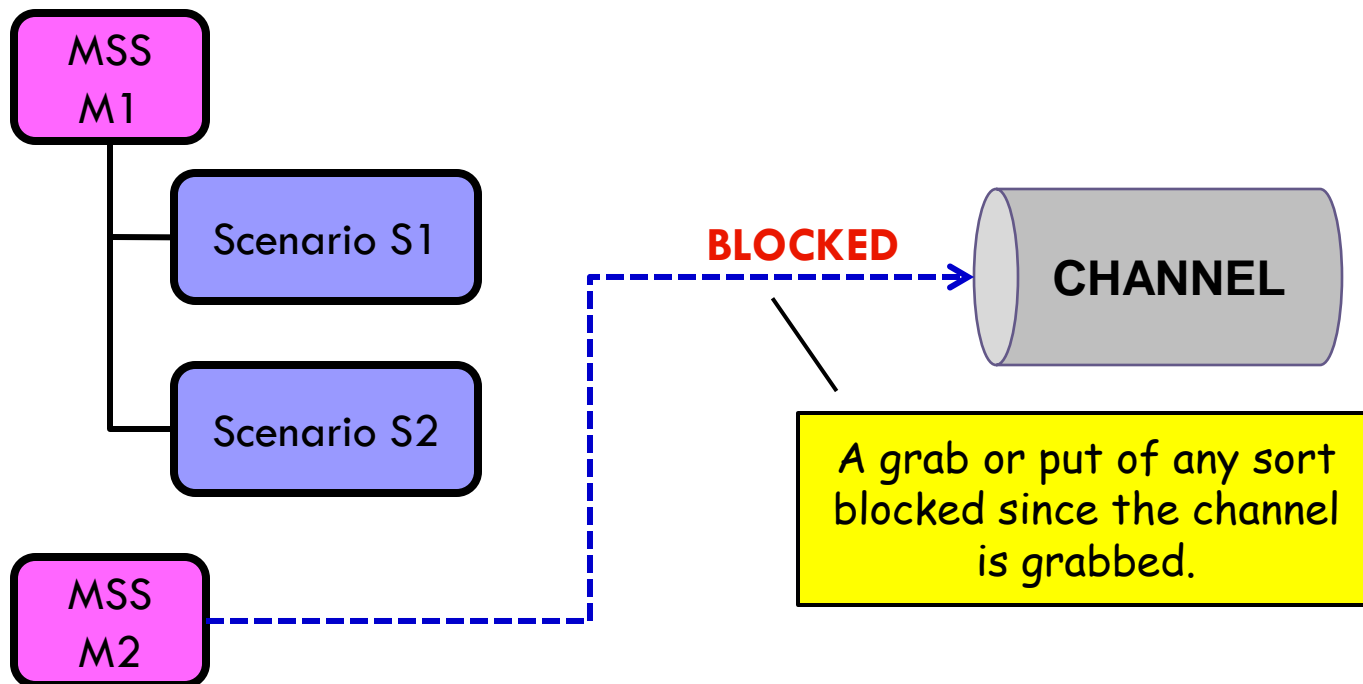 MSS
M1
Scenario S1
BLOCKED
CHANNEL
Scenario S2
A grab or put of any sort
blocked since the channel
is grabbed.
MSS
M2